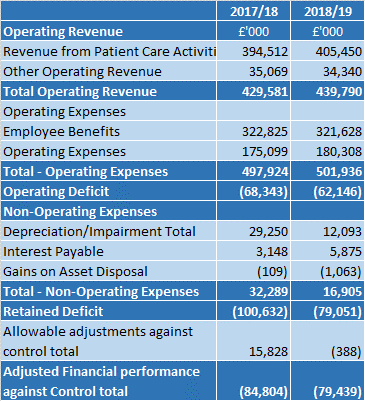 2017/18 2018/19
Operating Revenue £'000 £'000
Revenue from Patient Care Activiti 394,512 405,450
Other Operating Revenue 35,069 34,340
Total Operating Revenue 429,581 439,790
Operating Expenses
Employee Benefits 322,825 321,628
Operating Expenses 175,099 180,308
Total - Operating Expenses 497,924 501,936
Operating Deficit (68,343) (62,146)
Non-Operating Expenses
Depreciation/Impairment Total 29,250 12,093
Interest Payable 3,148 5,875
Gains on Asset Disposal (109) (1,063)
Total - Non-Operating Expenses 32,289 16,905
Retained Deficit (100,632) (79,051)
Allowable adjustments against
control total 15,828 (388)
Adjusted Financial performance
against Control total (84,804) (79,439)